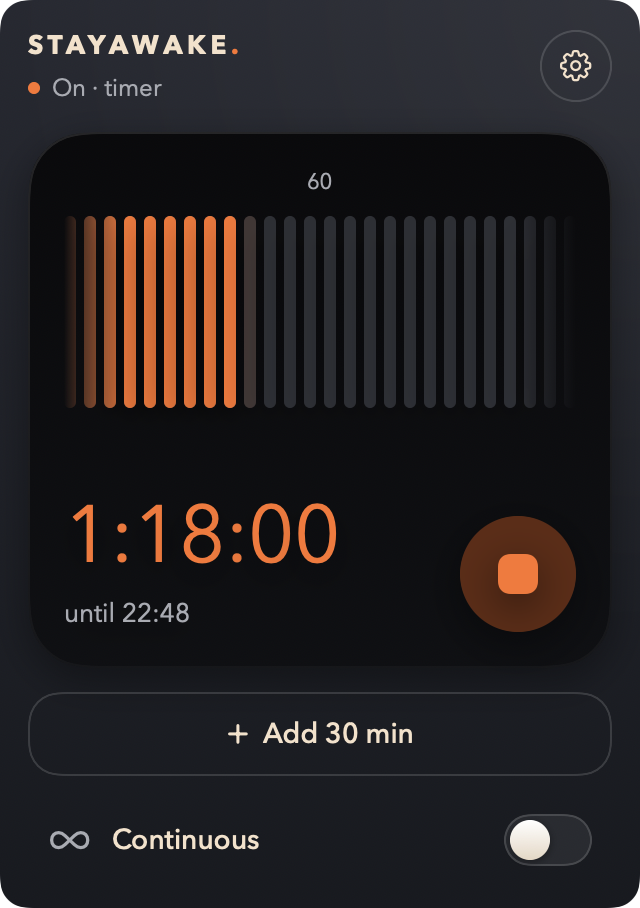 STAYAWAKE.
On · timer
60
1:18:00
until 22:48
+ Add 30 min
Continuous